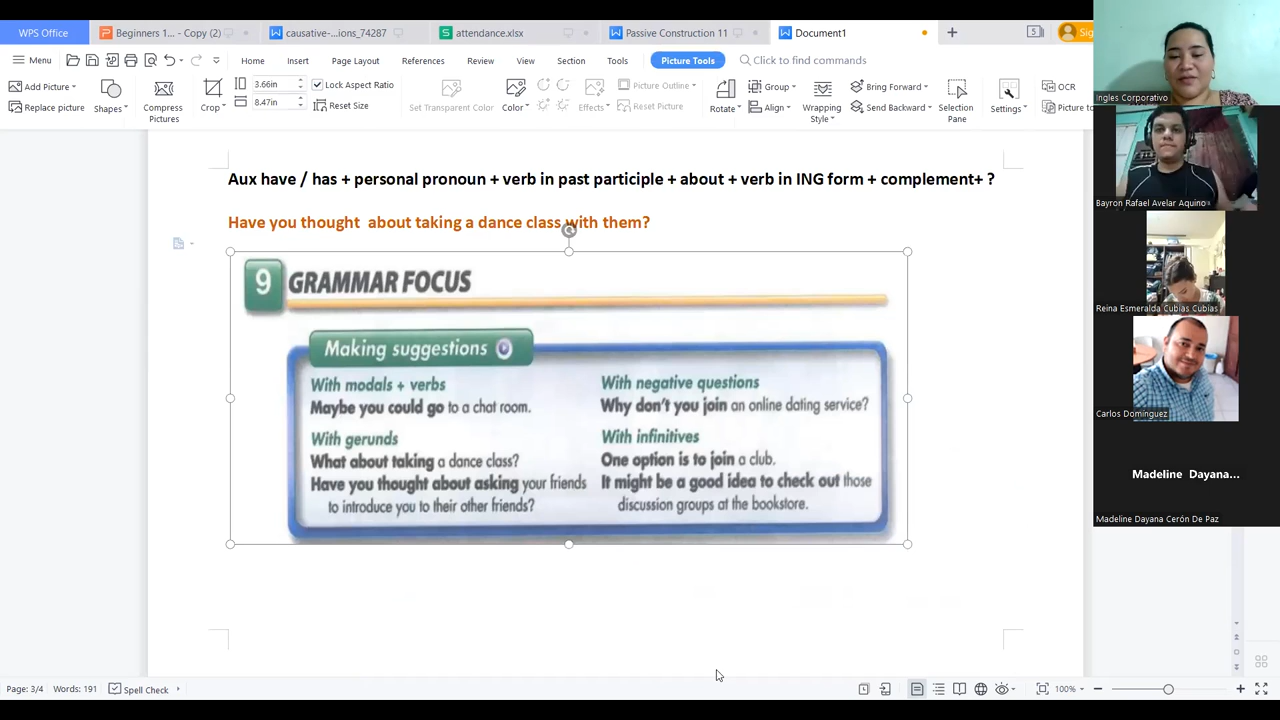 WPS Office
Beginners 1... - Copy (2)
causative-...ions_74287
attendance.xlsx
Passive Construction 11
Document1
5
Menu
Home
Insert
Page Layout
References
Review
View
Section
Tools
Picture Tools
Click to find commands
Add Picture
Replace picture
Shapes
Compress Pictures
Crop
3.66in
8.47in
Lock Aspect Ratio
Reset Size
Set Transparent Color
Color
Effects
Picture Outline
Reset Picture
Rotate
Group
Align
Wrapping Style
Bring Forward
Send Backward
Selection Pane
Settings
OCR
Picture to
Aux have / has + personal pronoun + verb in past participle + about + verb in ING form + complement+ ?
Have you thought about taking a dance class with them?
9 GRAMMAR FOCUS
Making suggestions
With modals + verbs
Maybe you could go to a chat room.
With gerunds
What about taking a dance class?
Have you thought about asking your friends
to introduce you to their other friends?
With negative questions
Why don't you join an online dating service?
With infinitives
One option is to join a club.
It might be a good idea to check out those
discussion groups at the bookstore.
Page: 3/4
Words: 191
Spell Check
100%
Ingles Corporativo
Bayron Rafael Avelar Aquino
Reina Esmeralda Cubias Cubias
Carlos Domínguez
Madeline Dayana...
Madeline Dayana Cerón De Paz